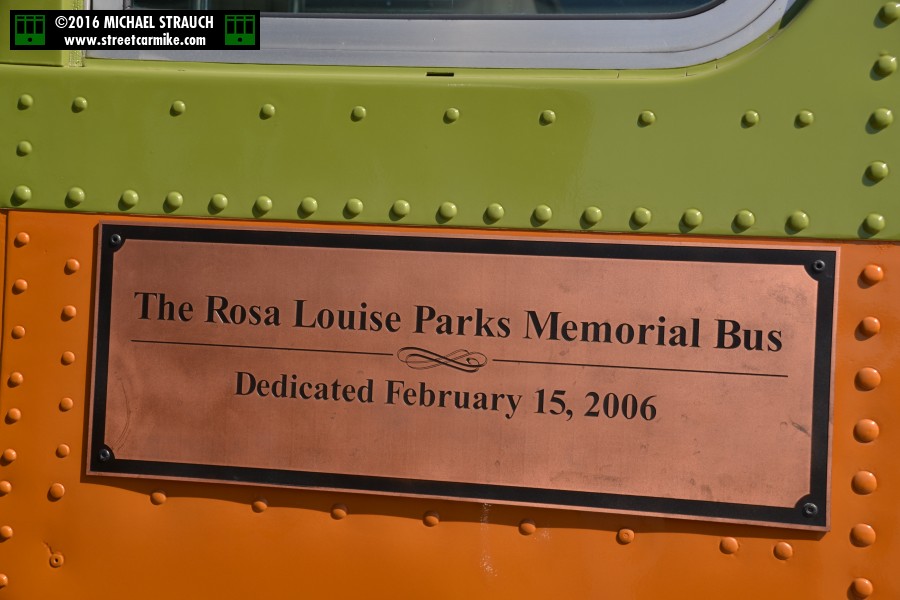 ©2016 MICHAEL STRAUCH
www.streetcarmike.com
The Rosa Louise Parks Memorial Bus
Dedicated February 15, 2006